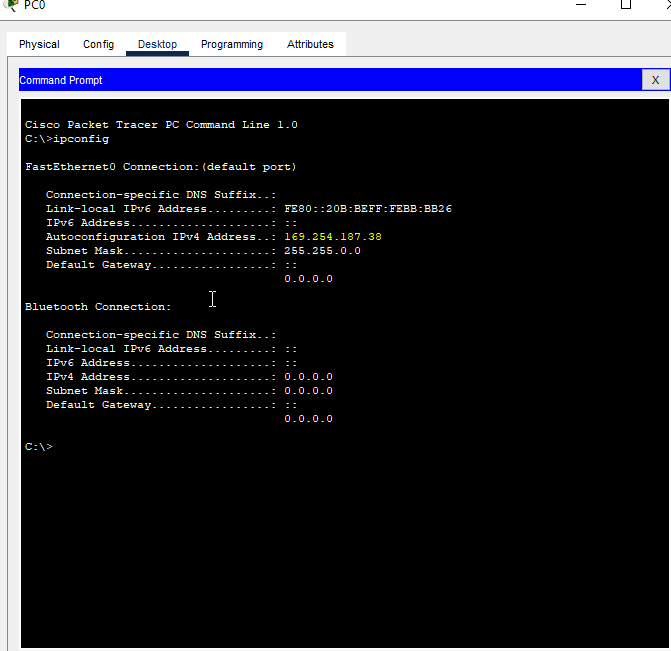 PC0
Physical Config Desktop Programming Attributes
Command Prompt X
Cisco Packet Tracer PC Command Line 1.0
C:\>ipconfig
FastEthernet0 Connection:(default port)
Connection-specific DNS Suffix..:
Link-local IPv6 Address.........: FE80::20B:BEFF:FEBB:BB26
IPv6 Address....................: ::
Autoconfiguration IPv4 Address..: 169.254.187.38
Subnet Mask.....................: 255.255.0.0
Default Gateway.................: ::
0.0.0.0
Bluetooth Connection:
Connection-specific DNS Suffix..:
Link-local IPv6 Address.........: ::
IPv6 Address....................: ::
IPv4 Address....................: 0.0.0.0
Subnet Mask.....................: 0.0.0.0
Default Gateway.................: ::
0.0.0.0
C:\>